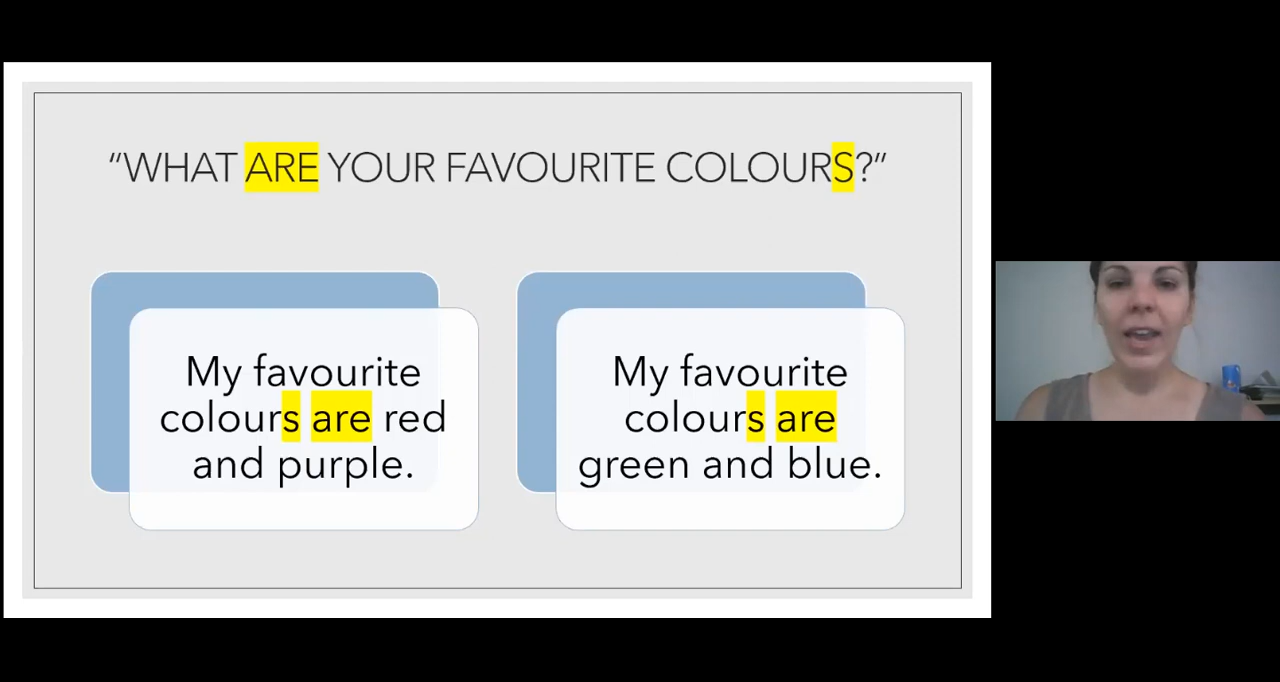 “WHAT ARE YOUR FAVOURITE COLOURS?”
My favourite
colours are red
and purple.
My favourite
colours are
green and blue.